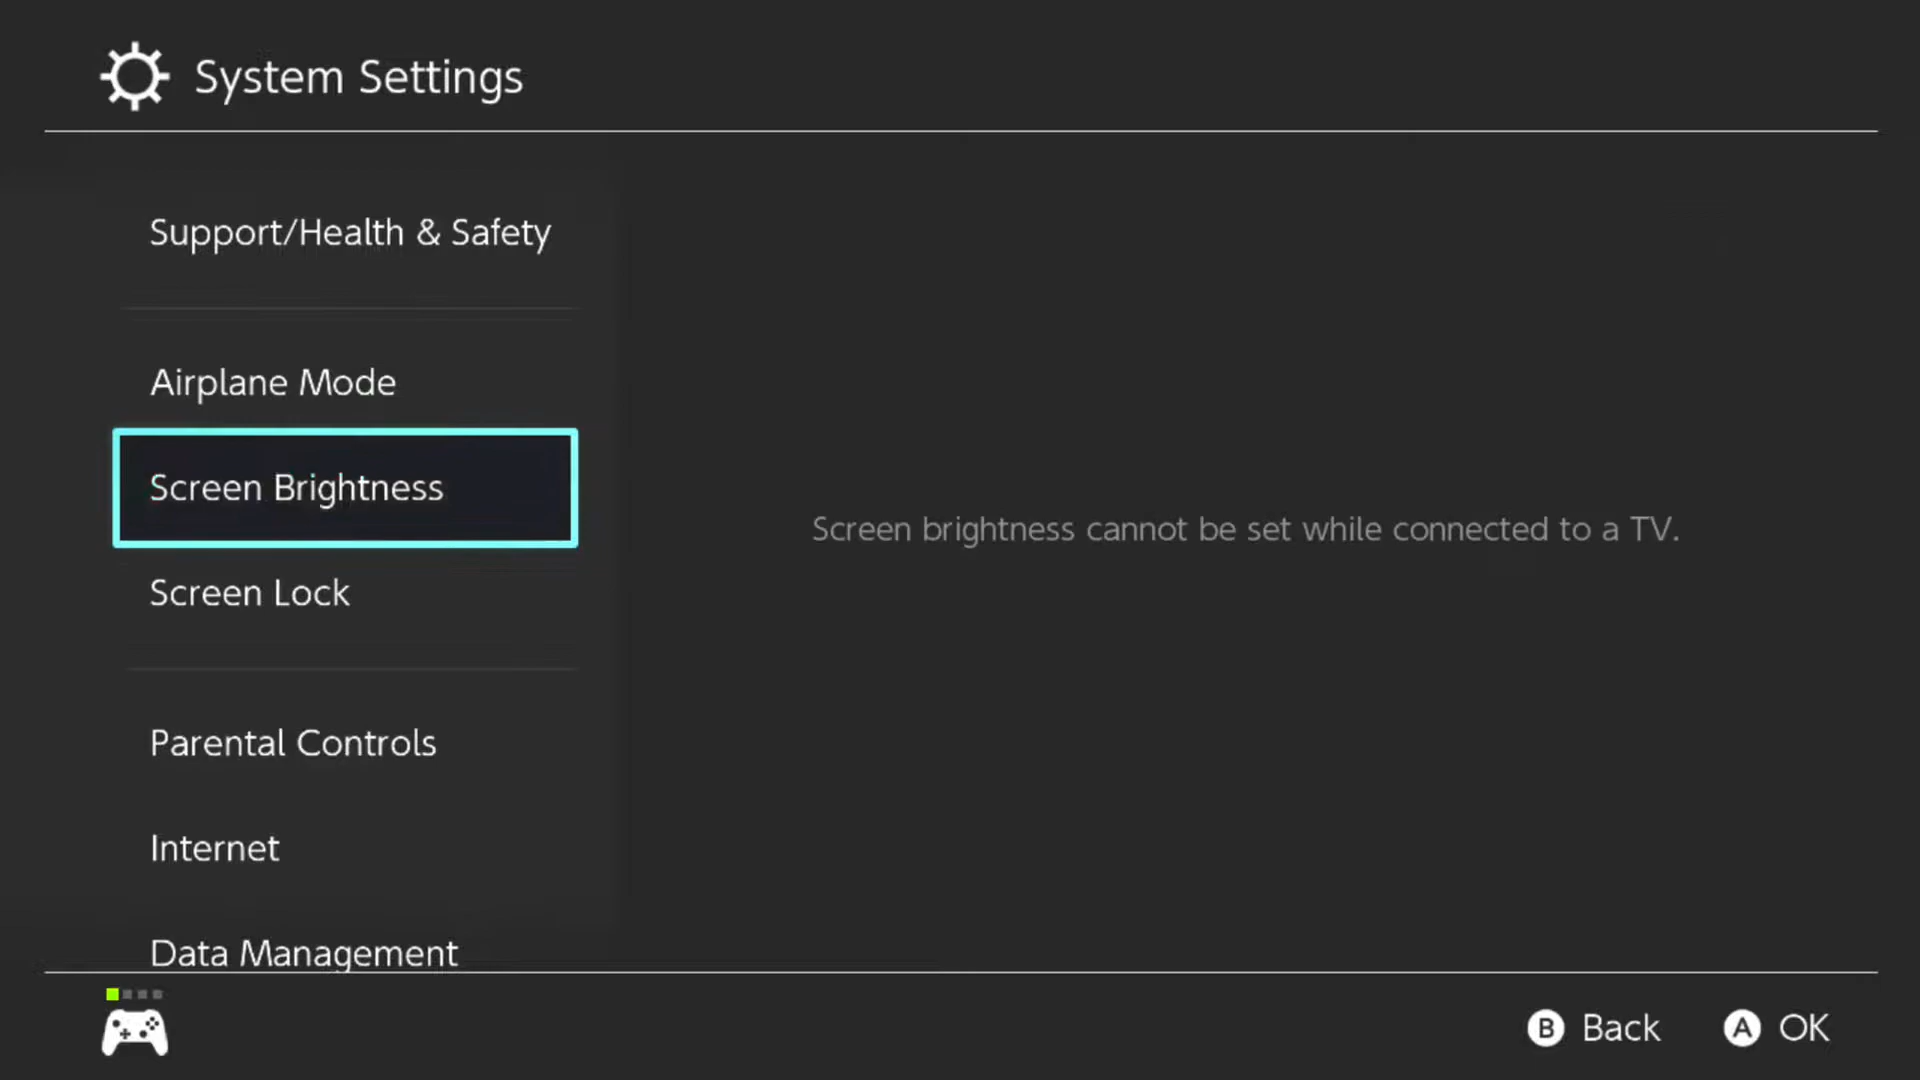 System Settings
Support/Health & Safety
Airplane Mode
Screen Brightness
Screen Lock
Parental Controls
Internet
Data Management
Screen brightness cannot be set while connected to a TV.
B Back
A OK